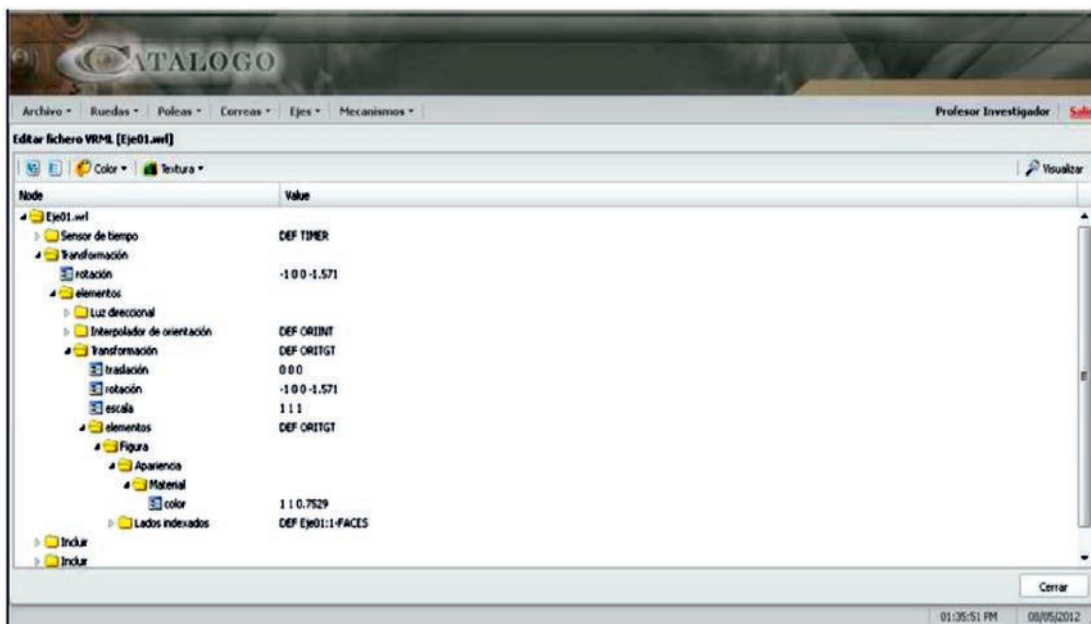 CATALOGO
Archivo Ruedas Poleas Correas Ejes Mecanismos Profesor Investigador Salir
Editar fichero VRML [Eje01.wrl]
Color Textura Visualizar
Node Value
Eje01.wrl
Sensor de tiempo DEF TIMER
Transformación
rotación -1 0 0 -1.571
elementos
Luz direccional
Interpolador de orientación DEF ORIINT
Transformación DEF ORITGT
traslación 0 0 0
rotación -1 0 0 -1.571
escala 1 1 1
elementos DEF ORITGT
Figura
Apariencia
Material
color 1 1 0.7529
Lados indexados DEF Eje01:1-FACES
Incluir
Incluir
Cerrar
01:35:51 PM 08/05/2012